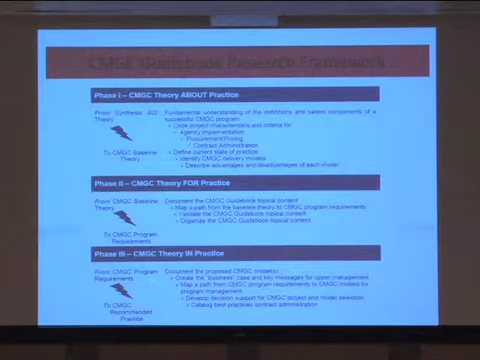 CMGC Guidebook Research Framework
Phase I – CMGC Theory ABOUT Practice
From Synthesis 402 Theory
To CMGC Baseline Theory
Fundamental understanding of the definitions and salient components of a successful CMGC program
• Code project characteristics and criteria for
• Agency Implementation
• Procurement/Pricing
• Contract Administration
• Define current state of practice
• Identify CMGC delivery models
• Describe advantages and disadvantages of each model
Phase II – CMGC Theory FOR Practice
From CMGC Baseline Theory
To CMGC Program Requirements
Document the CMGC Guidebook topical content
• Map a path from the baseline theory to CMGC program requirements
• Validate the CMGC Guidebook topical content
• Organize the CMGC Guidebook topical content
Phase III – CMGC Theory IN Practice
From CMGC Program Requirements
To CMGC Recommended Practice
Document the proposed CMGC model(s)
• Create the "business" case and key messages for upper management
• Map a path from CMGC program requirements to CMGC models for program management
• Develop decision support for CMGC project and model selection
• Catalog best practices contract administration